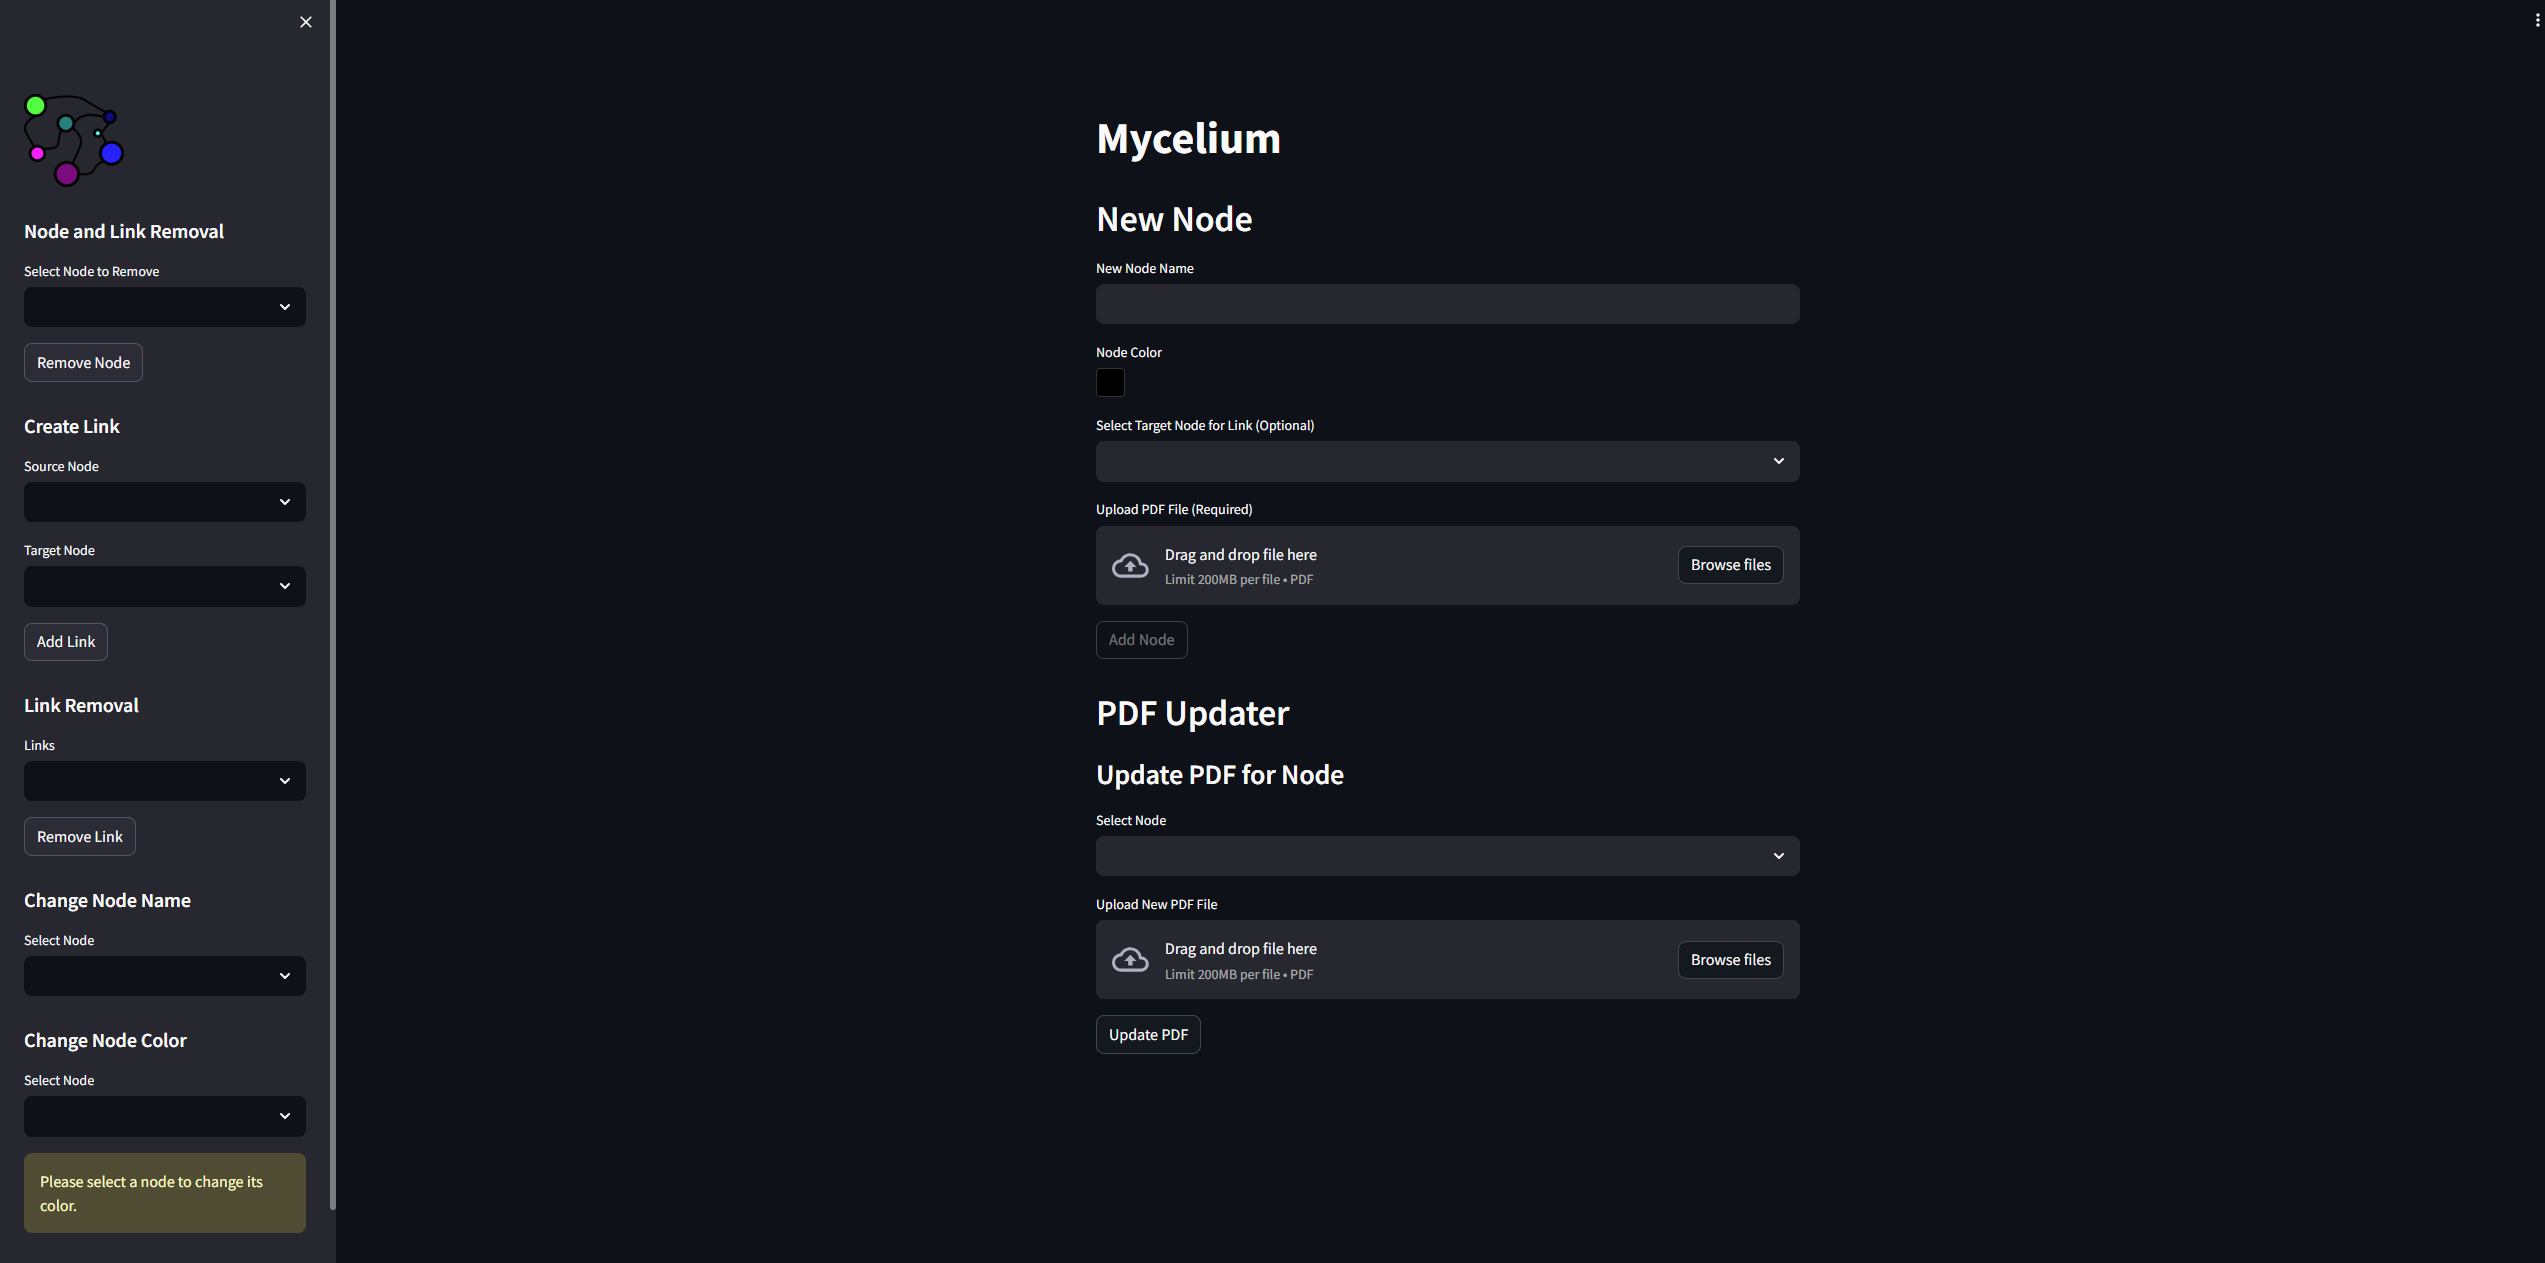 Node and Link Removal
Select Node to Remove
Remove Node
Create Link
Source Node
Target Node
Add Link
Link Removal
Links
Remove Link
Change Node Name
Select Node
Change Node Color
Select Node
Please select a node to change its
color.
Mycelium
New Node
New Node Name
Node Color
Select Target Node for Link (Optional)
Upload PDF File (Required)
Drag and drop file here
Limit 200MB per file • PDF
Browse files
Add Node
PDF Updater
Update PDF for Node
Select Node
Upload New PDF File
Drag and drop file here
Limit 200MB per file • PDF
Browse files
Update PDF